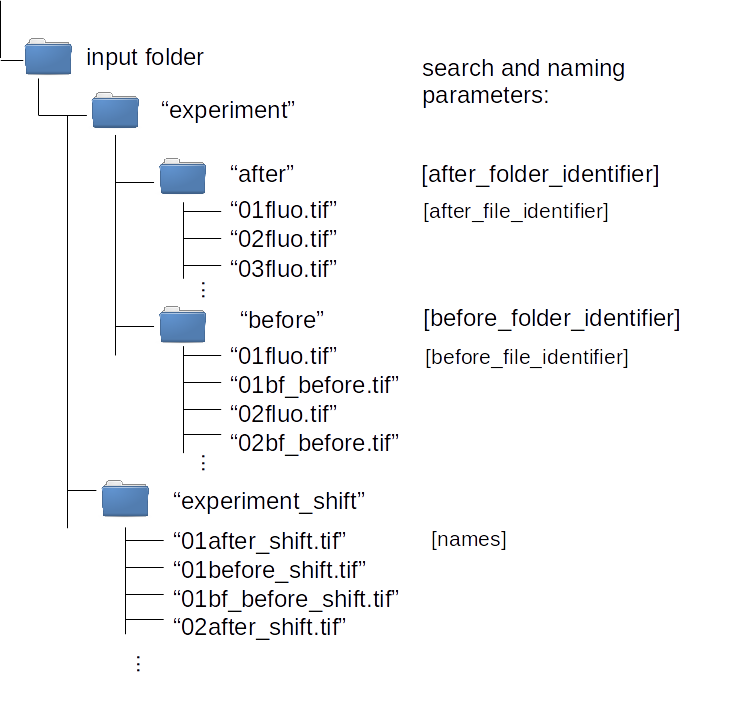 input folder
search and naming
parameters:
“experiment”
“after”
[after_folder_identifier]
“01fluo.tif”
[after_file_identifier]
“02fluo.tif”
“03fluo.tif”
...
“before”
[before_folder_identifier]
“01fluo.tif”
[before_file_identifier]
“01bf_before.tif”
“02fluo.tif”
“02bf_before.tif”
...
“experiment_shift”
“01after_shift.tif”
[names]
“01before_shift.tif”
“01bf_before_shift.tif”
“02after_shift.tif”
...